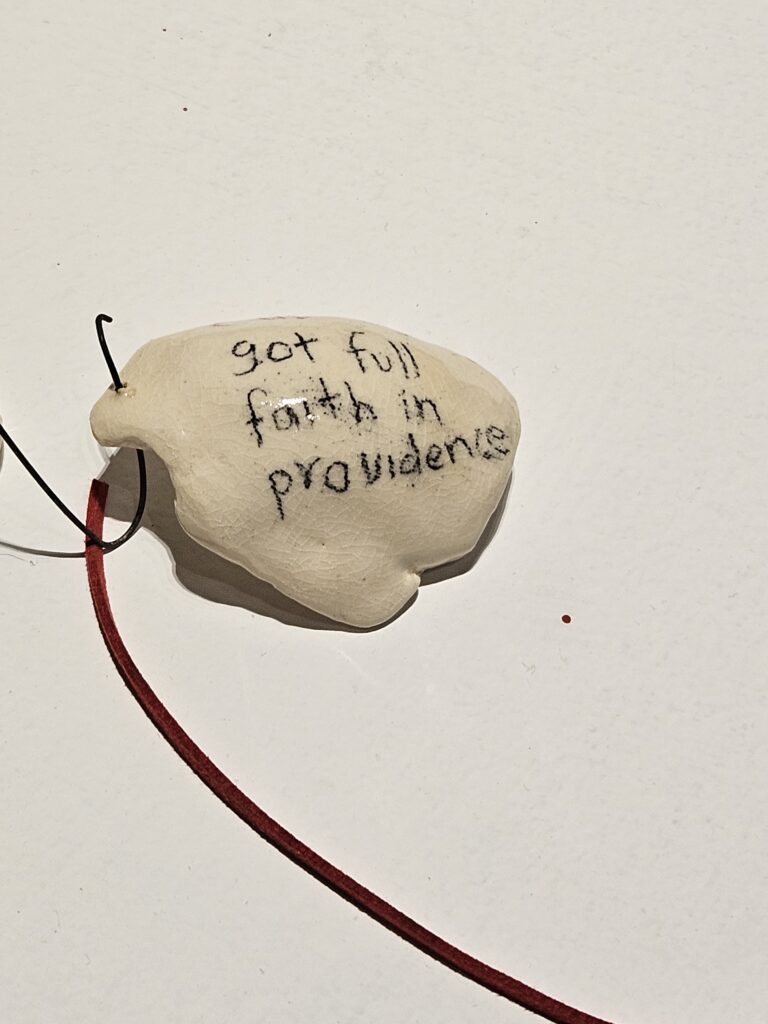 got full
faith in
providence